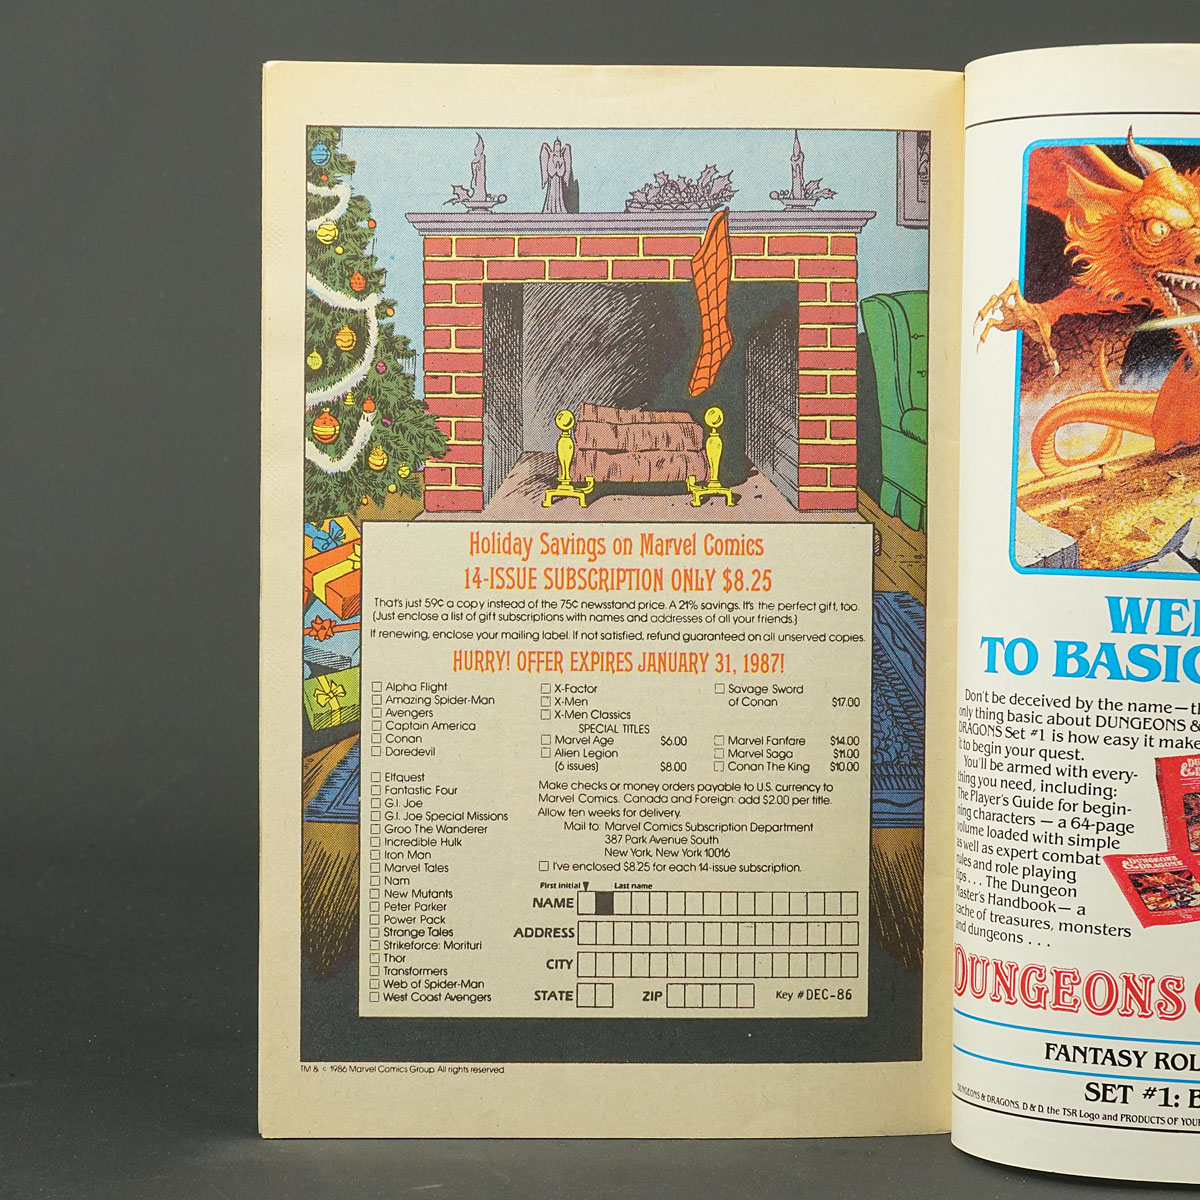 Holiday Savings on Marvel Comics
14-ISSUE SUBSCRIPTION ONLY $8.25
That's just 59¢ a copy instead of the 75¢ newsstand price. A 21% savings. It's the perfect gift, too.
(Just enclose a list of gift subscriptions with names and addresses of all your friends.)
If renewing, enclose your mailing label. If not satisfied, refund guaranteed on all unserved copies.
HURRY! OFFER EXPIRES JANUARY 31, 1987!
Alpha Flight
Amazing Spider-Man
Avengers
Captain America
Conan
Daredevil
Elfquest
Fantastic Four
G.I. Joe
G.I. Joe Special Missions
Groo The Wanderer
Incredible Hulk
Iron Man
Marvel Tales
Nam
New Mutants
Peter Parker
Power Pack
Strange Tales
Strikeforce: Morituri
Thor
Transformers
Web of Spider-Man
West Coast Avengers
X-Factor
X-Men
X-Men Classics
SPECIAL TITLES
Marvel Age $6.00
Alien Legion
(6 issues) $8.00
Savage Sword
of Conan $17.00
Marvel Fanfare $14.00
Marvel Saga $11.00
Conan The King $10.00
Make checks or money orders payable to U.S. currency to
Marvel Comics. Canada and Foreign: add $2.00 per title.
Allow ten weeks for delivery.
Mail to: Marvel Comics Subscription Department
387 Park Avenue South
New York, New York 10016
I've enclosed $8.25 for each 14-issue subscription.
First Initial Last name
NAME
ADDRESS
CITY
STATE ZIP Key #DEC-86
TM & © 1986 Marvel Comics Group. All rights reserved.
TO BASIC
Don't be deceived by the name—
only thing basic about DUNGEONS &
DRAGONS Set #1 is how easy it make
it to begin your quest.
You'll be armed with every-
thing you need, including:
The Player's Guide for begin-
ning characters — a 64-page
volume loaded with simple
as well as expert combat
rules and role playing
tips... The Dungeon
Master's Handbook—a
cache of treasures, monsters
and dungeons . . .
DUNGEONS
DUNGEONS
& DRAGONS
FANTASY ROL
SET #1: B
DUNGEONS & DRAGONS, D & D, the TSR Logo and PRODUCTS OF YOU